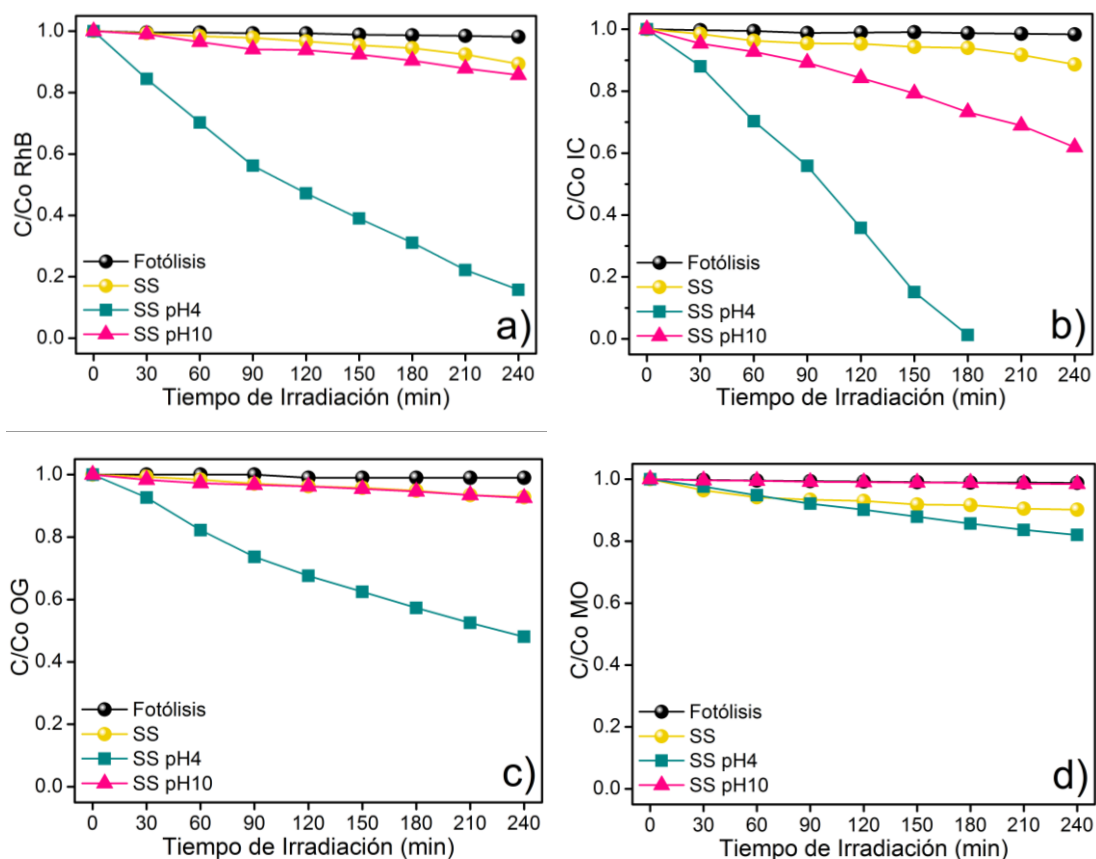 C/Co RhB
1.0
0.8
0.6
0.4
0.2
0.0
Fotólisis
SS
SS pH4
SS pH10
a)
0 30 60 90 120 150 180 210 240
Tiempo de Irradiación (min)
C/Co IC
1.0
0.8
0.6
0.4
0.2
0.0
Fotólisis
SS
SS pH4
SS pH10
b)
0 30 60 90 120 150 180 210 240
Tiempo de Irradiación (min)
C/Co OG
1.0
0.8
0.6
0.4
0.2
0.0
Fotólisis
SS
SS pH4
SS pH10
c)
0 30 60 90 120 150 180 210 240
Tiempo de Irradiación (min)
C/Co MO
1.0
0.8
0.6
0.4
0.2
0.0
Fotólisis
SS
SS pH4
SS pH10
d)
0 30 60 90 120 150 180 210 240
Tiempo de Irradiación (min)